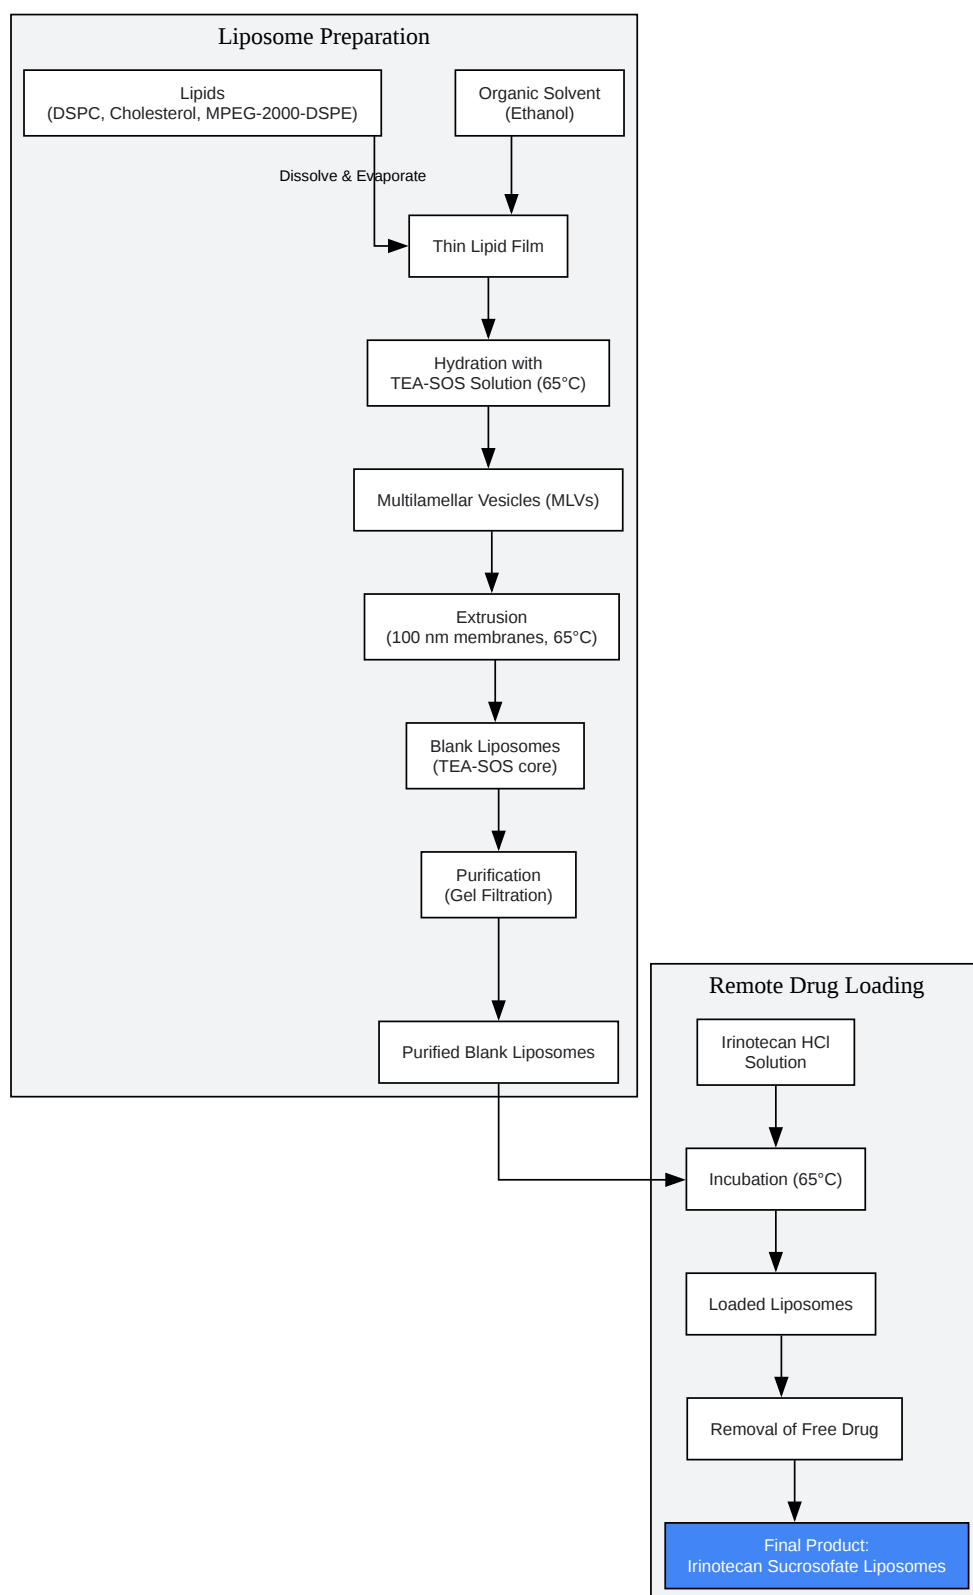 Liposome Preparation
Lipids
(DSPC, Cholesterol, MPEG-2000-DSPE)
Organic Solvent
(Ethanol)
Dissolve & Evaporate
Thin Lipid Film
Hydration with
TEA-SOS Solution (65°C)
Multilamellar Vesicles (MLVs)
Extrusion
(100 nm membranes, 65°C)
Blank Liposomes
(TEA-SOS core)
Purification
(Gel Filtration)
Purified Blank Liposomes
Remote Drug Loading
Irinotecan HCl
Solution
Incubation (65°C)
Loaded Liposomes
Removal of Free Drug
Final Product:
Irinotecan Sucrosofate Liposomes